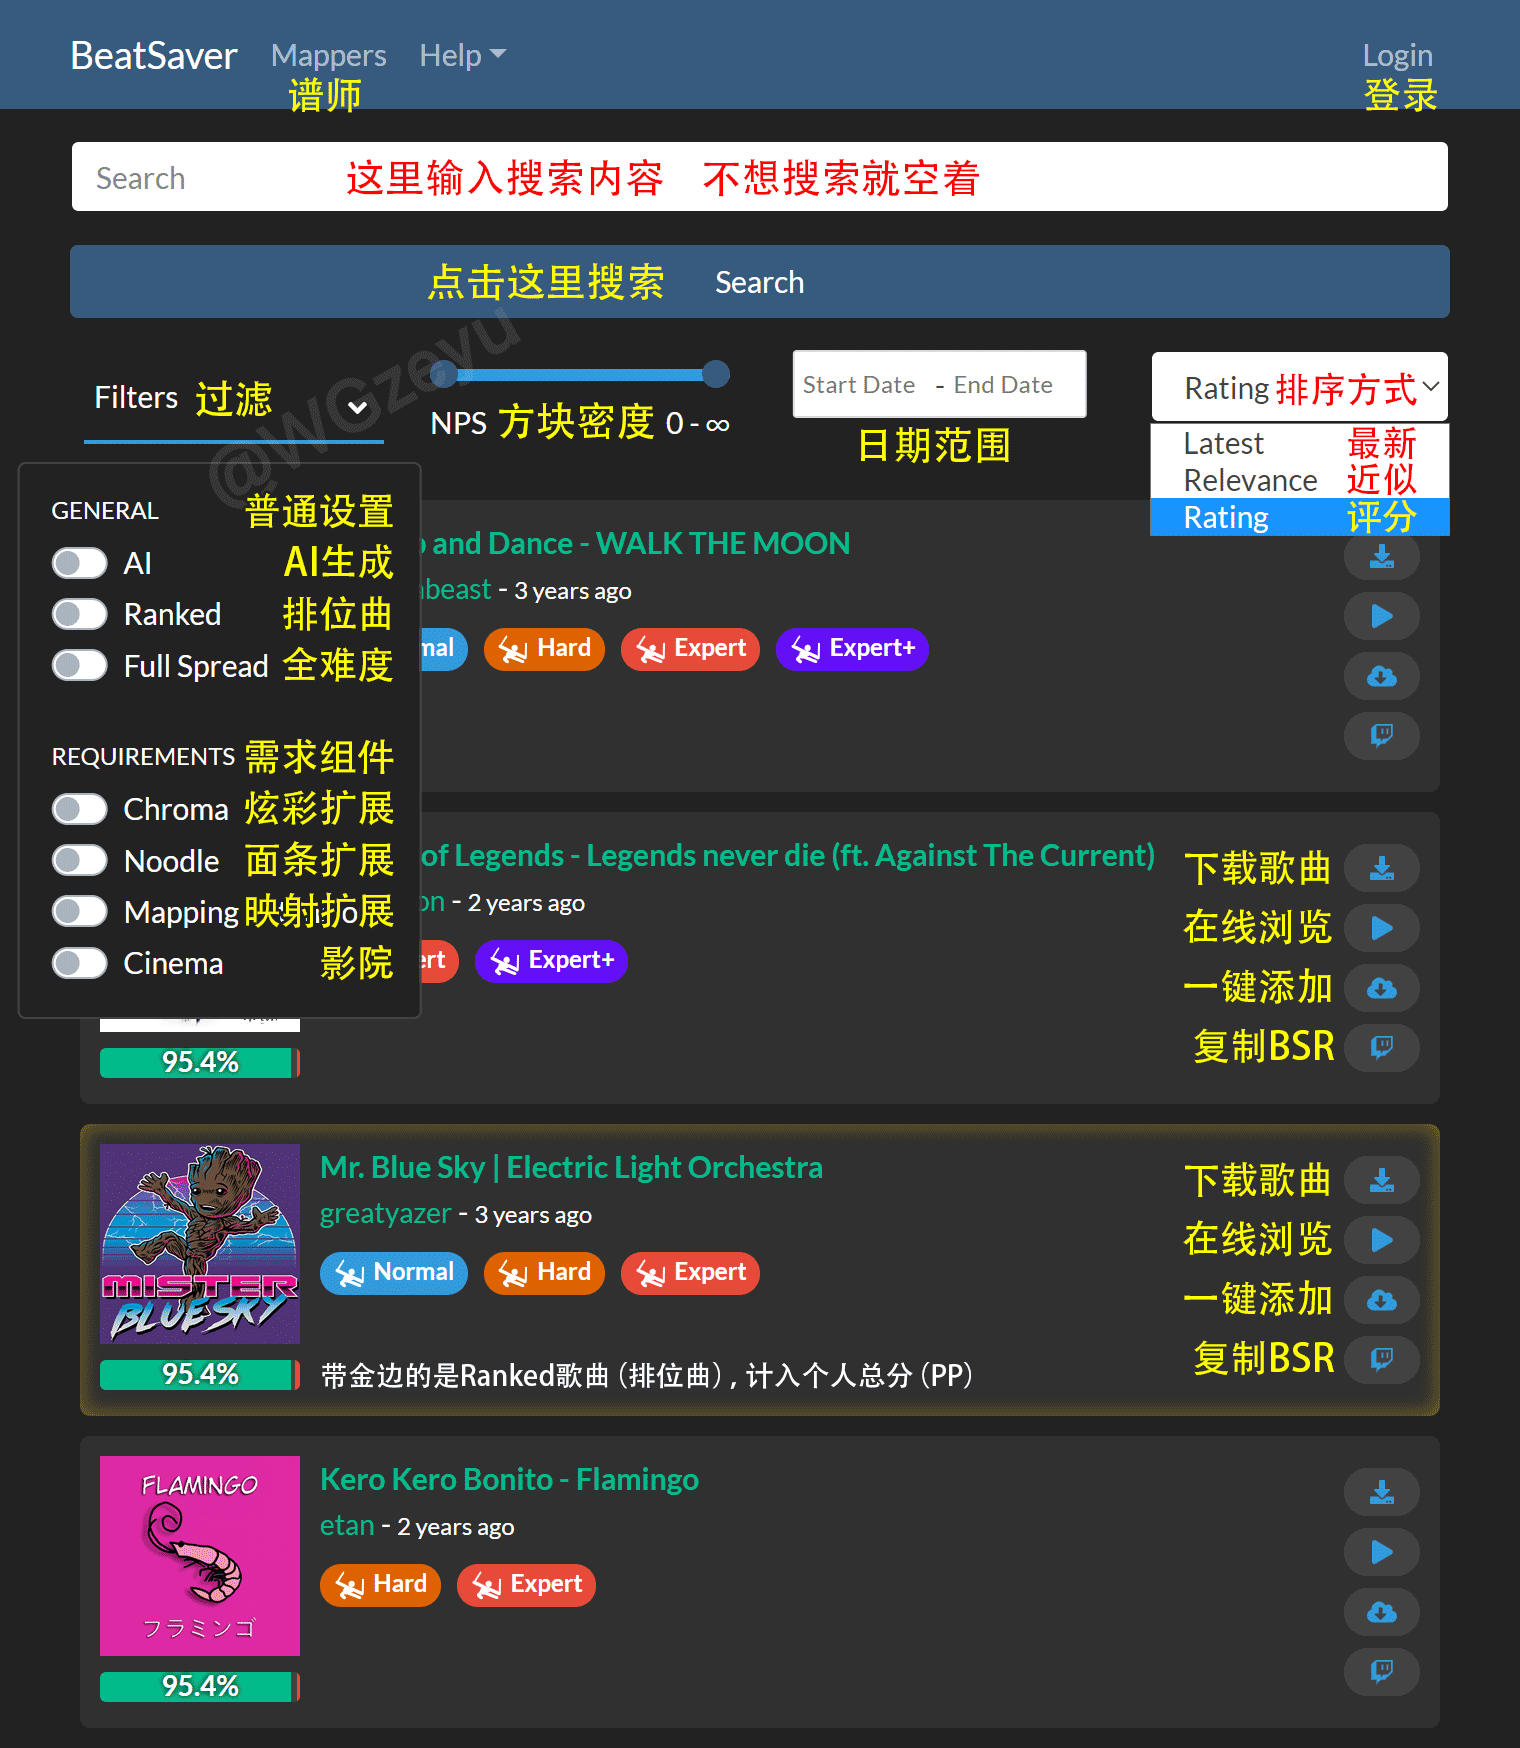 BeatSaver Mappers Help Login
谱师 登录
Search 这里输入搜索内容 不想搜索就空着
点击这里搜索 Search
@WGzeyu
Filters 过滤
NPS 方块密度 0 - ∞
Start Date - End Date
日期范围
Rating 排序方式
Latest 最新
Relevance 近似
Rating 评分
GENERAL 普通设置
AI AI生成
Ranked 排位曲
Full Spread 全难度
REQUIREMENTS 需求组件
Chroma 炫彩扩展
Noodle 面条扩展
Mapping 映射扩展
Cinema 影院
and Dance - WALK THE MOON
beast - 3 years ago
mal Hard Expert Expert+
of Legends - Legends never die (ft. Against The Current)
on - 2 years ago
ert Expert+
95.4%
下载歌曲
在线浏览
一键添加
复制BSR
Mr. Blue Sky | Electric Light Orchestra
greatyazer - 3 years ago
Normal Hard Expert
MISTER
BLUE SKY
95.4%
带金边的是Ranked歌曲（排位曲），计入个人总分（PP）
下载歌曲
在线浏览
一键添加
复制BSR
FLAMINGO
フラミンゴ
Kero Kero Bonito - Flamingo
etan - 2 years ago
Hard Expert
95.4%